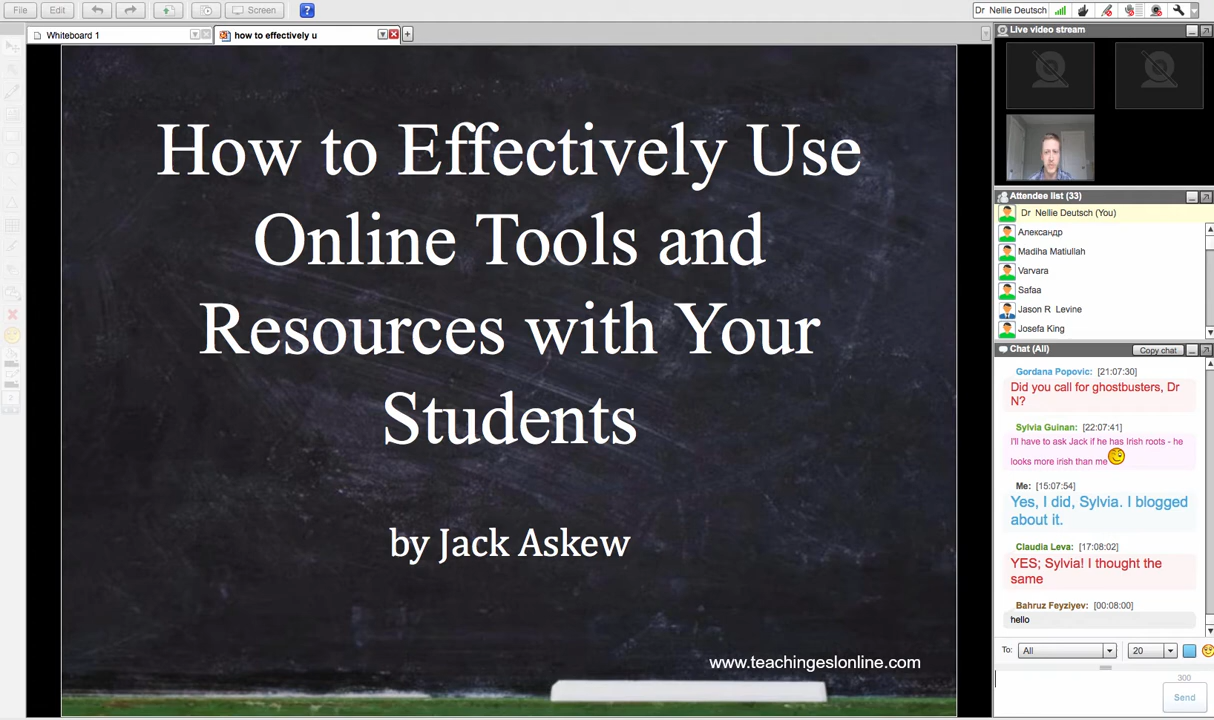 File
Edit
Screen
?
Dr Nellie Deutsch
Whiteboard 1
how to effectively u
How to Effectively Use
Online Tools and
Resources with Your
Students
by Jack Askew
www.teachingeslonline.com
Live video stream
Attendee list (33)
Dr Nellie Deutsch (You)
Александр
Madiha Matiullah
Varvara
Safaa
Jason R Levine
Josefa King
Chat (All)
Copy chat
Gordana Popovic: [21:07:30]
Did you call for ghostbusters, Dr
N?
Sylvia Guinan: [22:07:41]
I'll have to ask Jack if he has Irish roots - he
looks more irish than me
Me: [15:07:54]
Yes, I did, Sylvia. I blogged
about it.
Claudia Leva: [17:08:02]
YES; Sylvia! I thought the
same
Bahruz Feyziyev: [00:08:00]
hello
To: All 20
300
Send